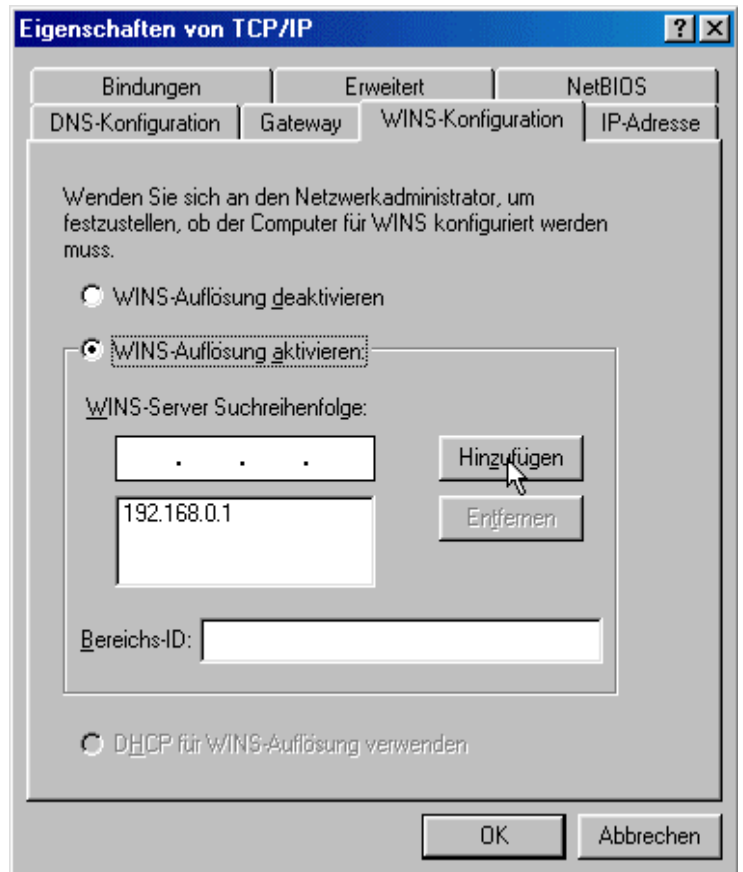 Eigenschaften von TCP/IP
Bindungen
Erweitert
NetBIOS
DNS-Konfiguration
Gateway
WINS-Konfiguration
IP-Adresse
Wenden Sie sich an den Netzwerkadministrator, um
festzustellen, ob der Computer für WINS konfiguriert werden
muss.
WINS-Auflösung deaktivieren
WINS-Auflösung aktivieren:
WINS-Server Suchreihenfolge:
. . .
Hinzufügen
192.168.0.1
Entfernen
Bereichs-ID:
DHCP für WINS-Auflösung verwenden
OK
Abbrechen